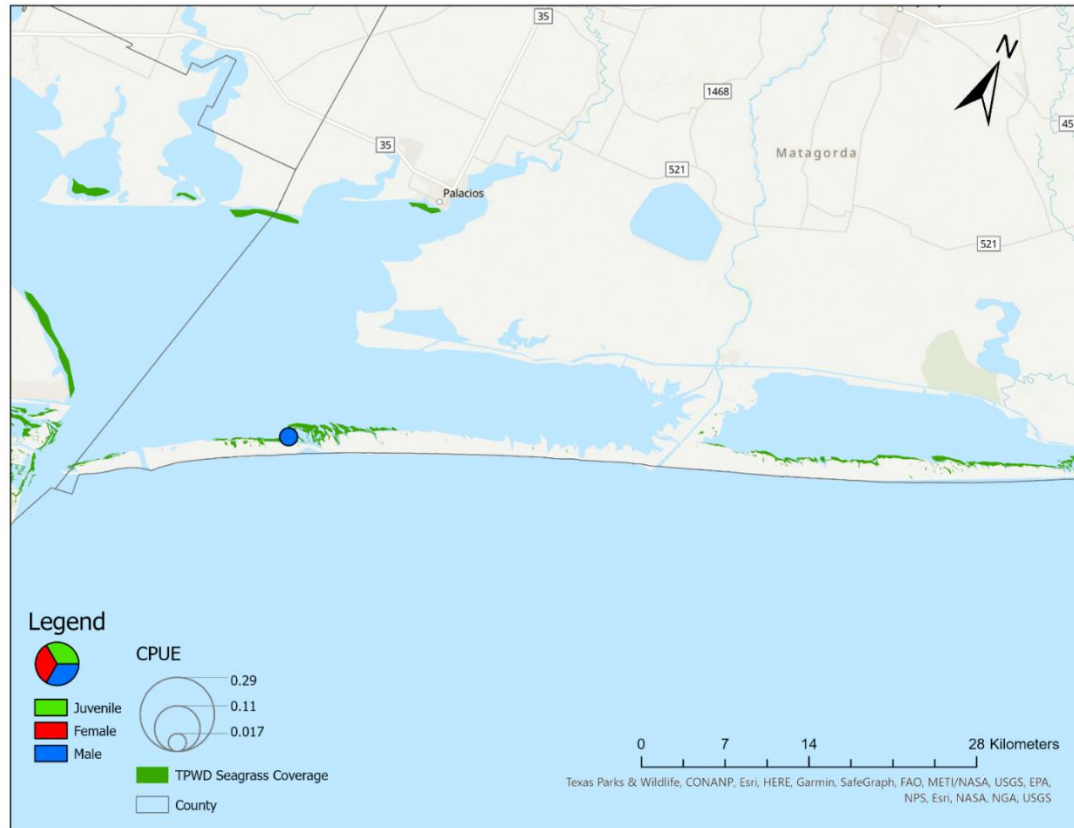 35
1468
N
45
Matagorda
35
521
Palacios
521
Legend
CPUE
0.29
0.11
0.017
Juvenile
Female
Male
TPWD Seagrass Coverage
County
0 7 14 28 Kilometers
Texas Parks & Wildlife, CONANP, Esri, HERE, Garmin, SafeGraph, FAO, METI/NASA, USGS, EPA,
NPS, Esri, NASA, NGA, USGS